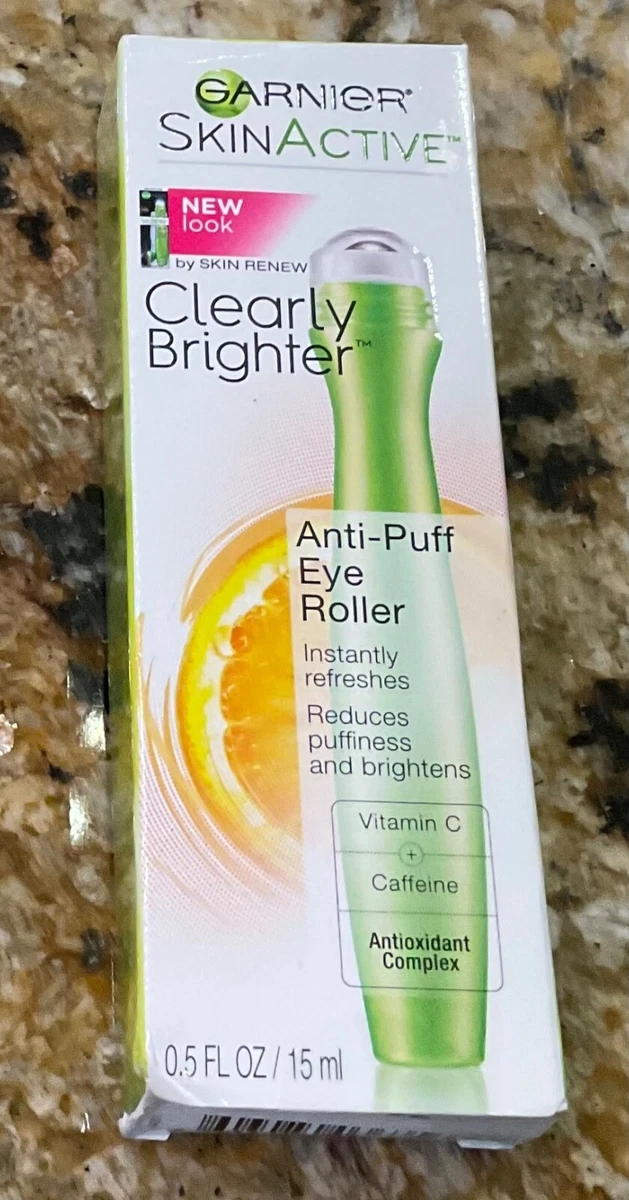 GARNIER®
SKINACTIVE™
NEW
look
by SKIN RENEW
Clearly
Brighter™
Anti-Puff
Eye
Roller
Instantly
refreshes
Reduces
puffiness
and brightens
Vitamin C
+
Caffeine
Antioxidant
Complex
0.5 FL OZ / 15 ml